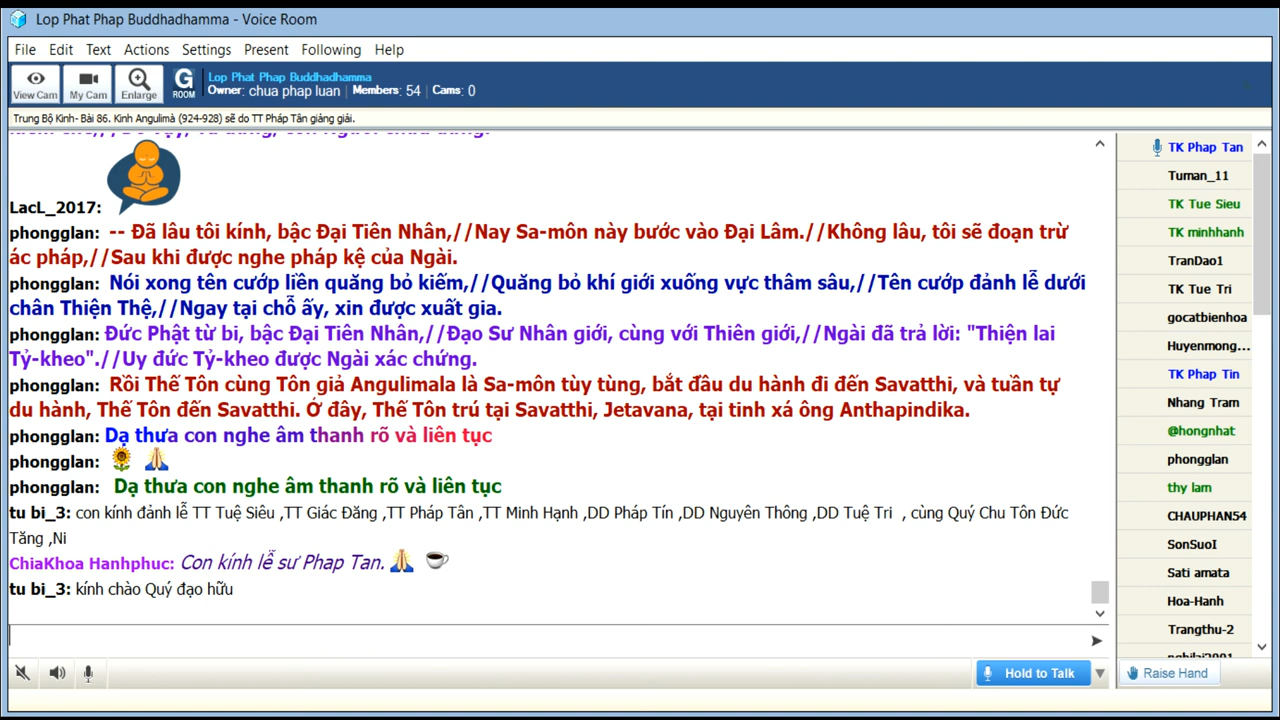 Lop Phat Phap Buddhadhamma - Voice Room
File Edit Text Actions Settings Present Following Help
View Cam My Cam Enlarge G ROOM
Lop Phat Phap Buddhadhamma
Owner: chua phap luan | Members: 54 | Cams: 0
Trung Bộ Kinh- Bài 86. Kinh Angulimà (924-928) sẽ do TT Pháp Tân giảng giải.
LacL_2017:
phongglan: -- Đã lâu tôi kính, bậc Đại Tiên Nhân,//Nay Sa-môn này bước vào Đại Lâm.//Không lâu, tôi sẽ đoạn trừ
ác pháp,//Sau khi được nghe pháp kệ của Ngài.
phongglan: Nói xong tên cướp liền quăng bỏ kiếm,//Quăng bỏ khí giới xuống vực thâm sâu,//Tên cướp đảnh lễ dưới
chân Thiện Thệ,//Ngay tại chỗ ấy, xin được xuất gia.
phongglan: Đức Phật từ bi, bậc Đại Tiên Nhân,//Đạo Sư Nhân giới, cùng với Thiên giới,//Ngài đã trả lời: "Thiện lai
Tỷ-kheo".//Uy đức Tỷ-kheo được Ngài xác chứng.
phongglan: Rồi Thế Tôn cùng Tôn giả Angulimala là Sa-môn tùy tùng, bắt đầu du hành đi đến Savatthi, và tuần tự
du hành, Thế Tôn đến Savatthi. Ở đây, Thế Tôn trú tại Savatthi, Jetavana, tại tinh xá ông Anthapindika.
phongglan: Dạ thưa con nghe âm thanh rõ và liên tục
phongglan:
phongglan: Dạ thưa con nghe âm thanh rõ và liên tục
tu bi_3: con kính đảnh lễ TT Tuệ Siêu ,TT Giác Đăng ,TT Pháp Tân ,TT Minh Hạnh ,DD Pháp Tín ,DD Nguyên Thông ,DD Tuệ Tri , cùng Quý Chu Tôn Đức
Tăng ,Ni
ChiaKhoa Hanhphuc: Con kính lễ sư Phap Tan.
tu bi_3: kính chào Quý đạo hữu
TK Phap Tan
Tuman_11
TK Tue Sieu
TK minhhanh
TranDao1
TK Tue Tri
gocatbienhoa
Huyenmong...
TK Phap Tin
Nhang Tram
@hongnhat
phongglan
thy lam
CHAUPHAN54
SonSuoI
Sati amata
Hoa-Hanh
Trangthu-2
Hold to Talk
Raise Hand